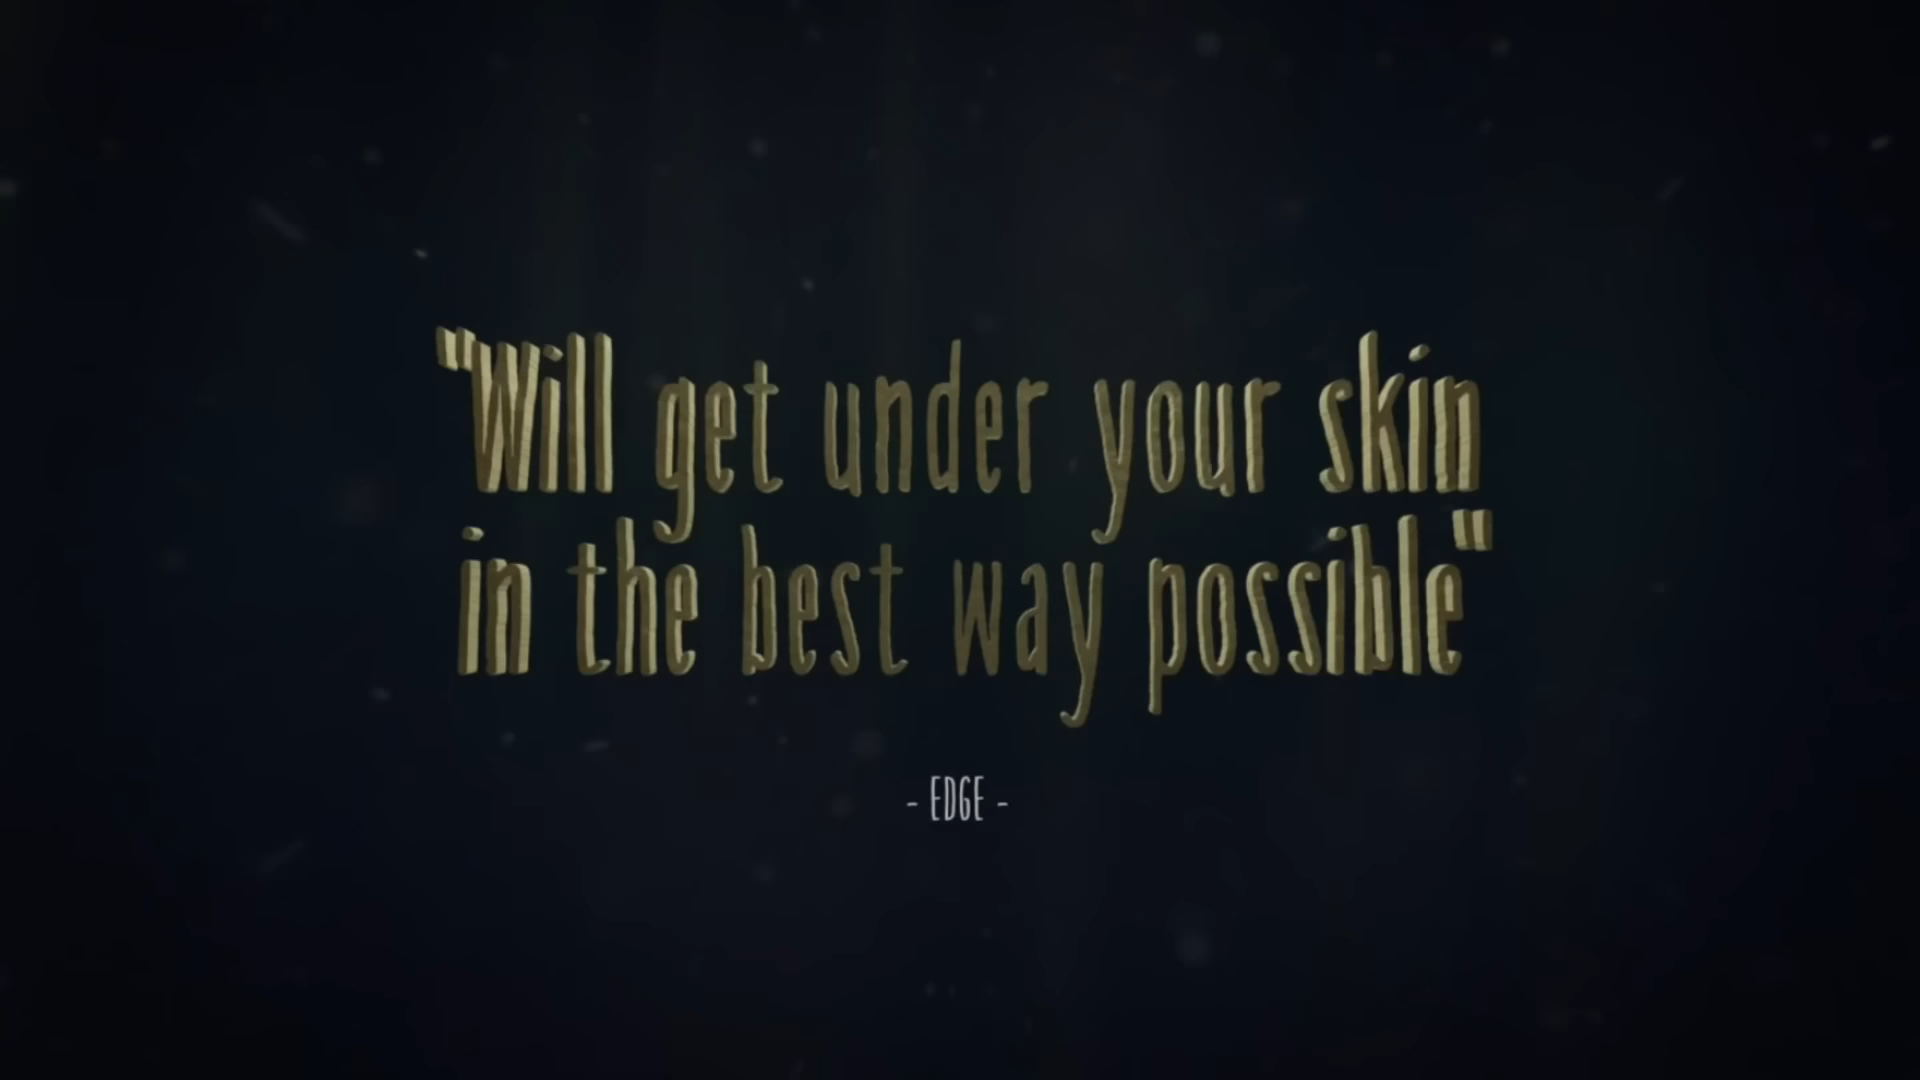 "Will get under your skin
in the best way possible"
- EDGE -